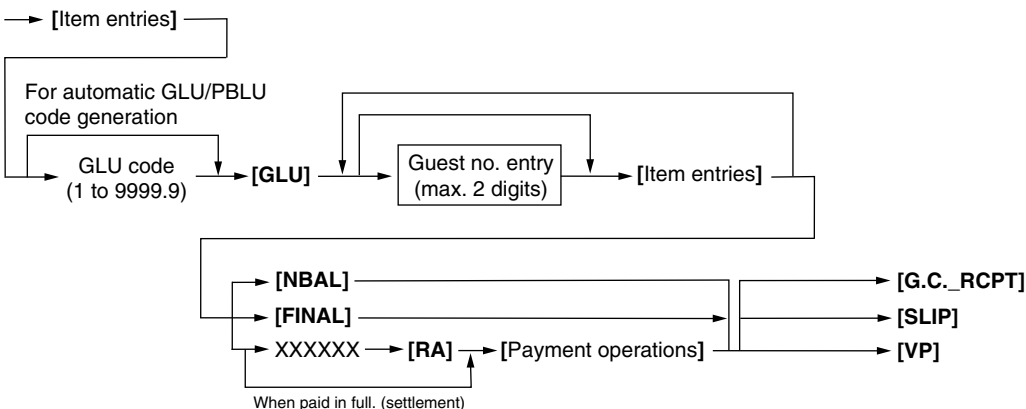 [Item entries]
For automatic GLU/PBLU
code generation
GLU code
(1 to 9999.9)
[GLU]
Guest no. entry
(max. 2 digits)
[Item entries]
[NBAL]
[FINAL]
XXXXXX
[RA]
[Payment operations]
When paid in full. (settlement)
[G.C._RCPT]
[SLIP]
[VP]